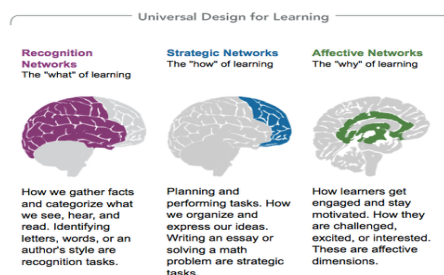 Universal Design for Learning
Recognition
Networks
The "what" of learning
How we gather facts
and categorize what
we see, hear, and
read. Identifying
letters, words, or an
author's style are
recognition tasks.
Strategic Networks
The "how" of learning
Planning and
performing tasks. How
we organize and
express our ideas.
Writing an essay or
solving a math
problem are strategic
tasks.
Affective Networks
The "why" of learning
How learners get
engaged and stay
motivated. How they
are challenged,
excited, or interested.
These are affective
dimensions.